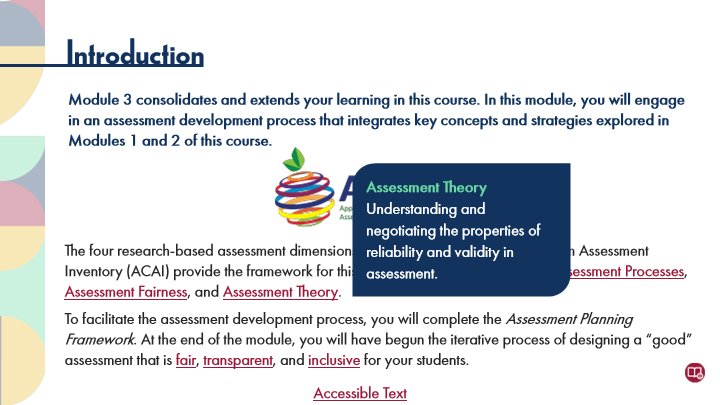 Introduction
Module 3 consolidates and extends your learning in this course. In this module, you will engage
in an assessment development process that integrates key concepts and strategies explored in
Modules 1 and 2 of this course.
A
App
Asse
Assessment Theory
Understanding and
negotiating the properties of
reliability and validity in
assessment.
The four research-based assessment dimension Assessment
Inventory (ACAI) provide the framework for this sessment Processes,
Assessment Fairness, and Assessment Theory.
To facilitate the assessment development process, you will complete the Assessment Planning
Framework. At the end of the module, you will have begun the iterative process of designing a “good”
assessment that is fair, transparent, and inclusive for your students.
Accessible Text